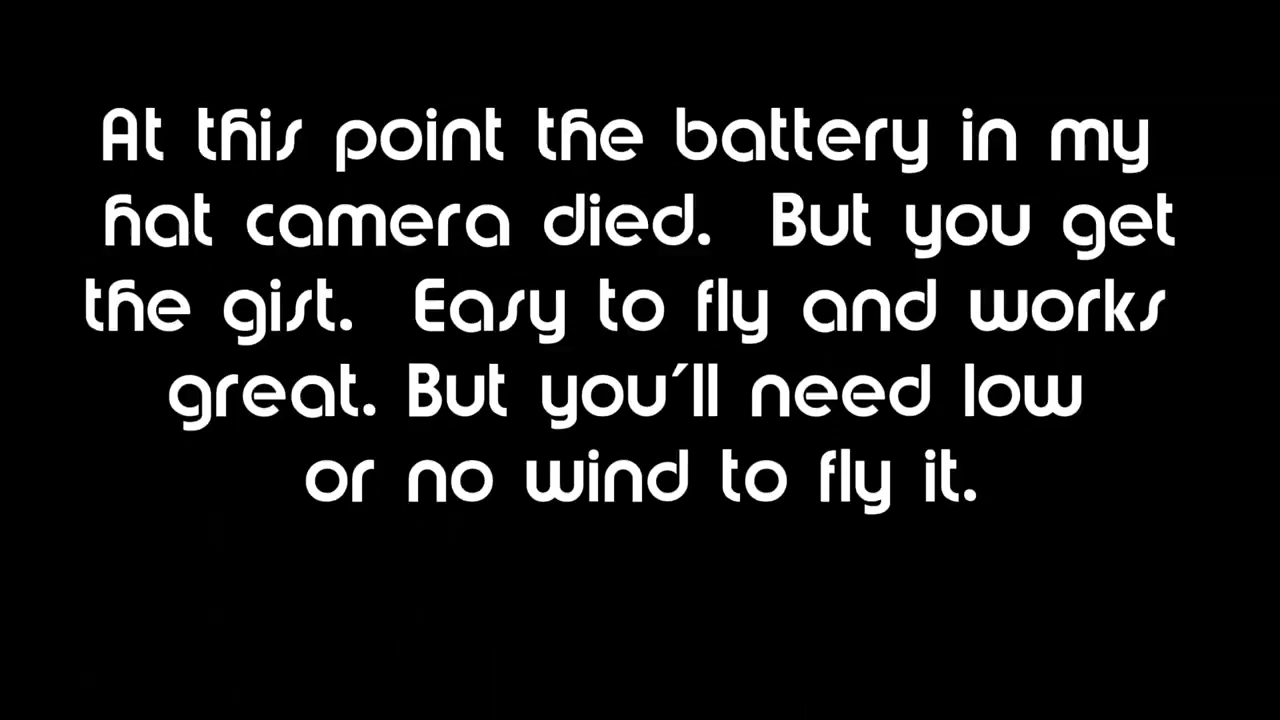 At this point the battery in my
hat camera died.  But you get
the gist.  Easy to fly and works
great. But you'll need low
or no wind to fly it.